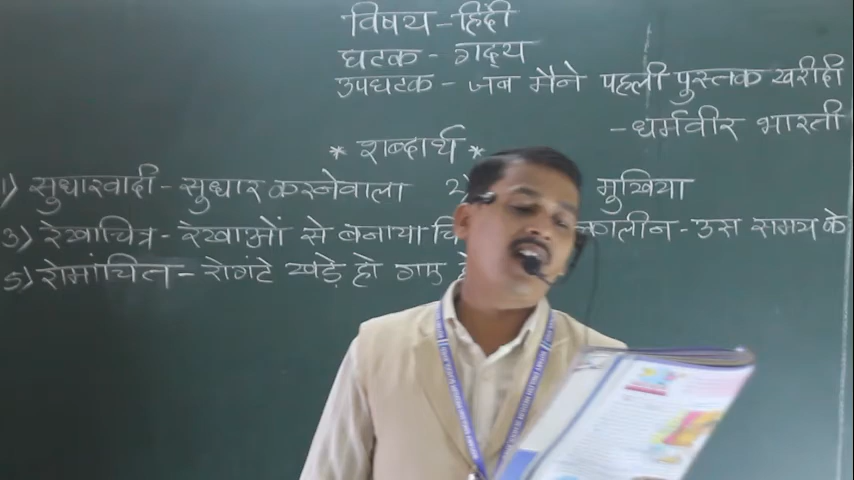 विषय - हिंदी
घटक - गद्य
उपघटक - जब मैने पहली पुस्तक खरीदी
- धर्मवीर भारती
* शब्दार्थ *
1) सुधारवादी - सुधार करनेवाला 2) मुखिया
3) रेखाचित्र - रेखाओं से बनाया - उस समय के
5) रोमांचित - रोगंटे खड़े हो गए